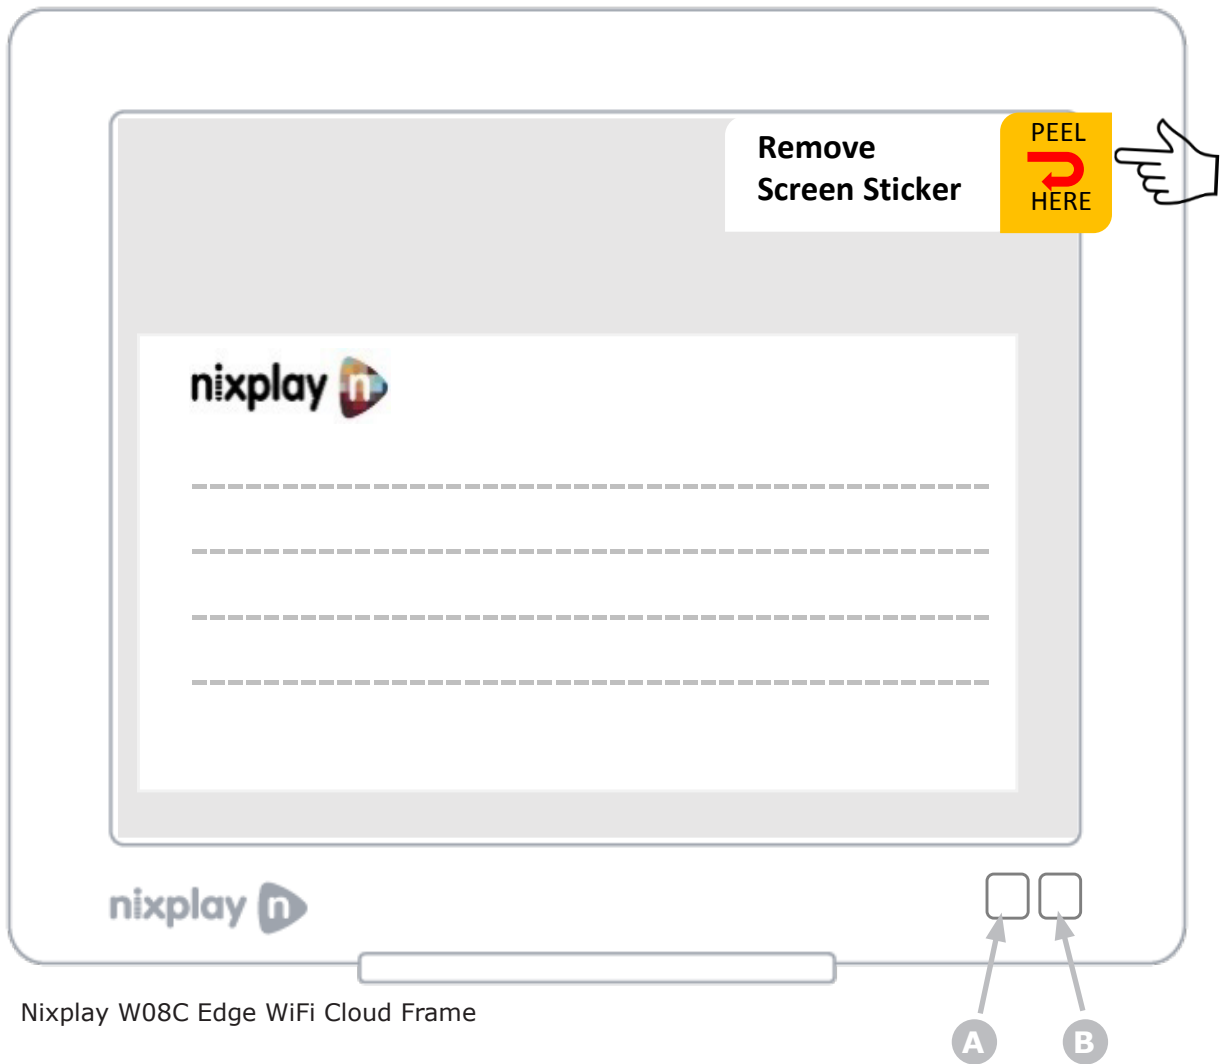 Remove
Screen Sticker
PEEL
HERE
nixplay n
nixplay n
Nixplay W08C Edge WiFi Cloud Frame
A
B